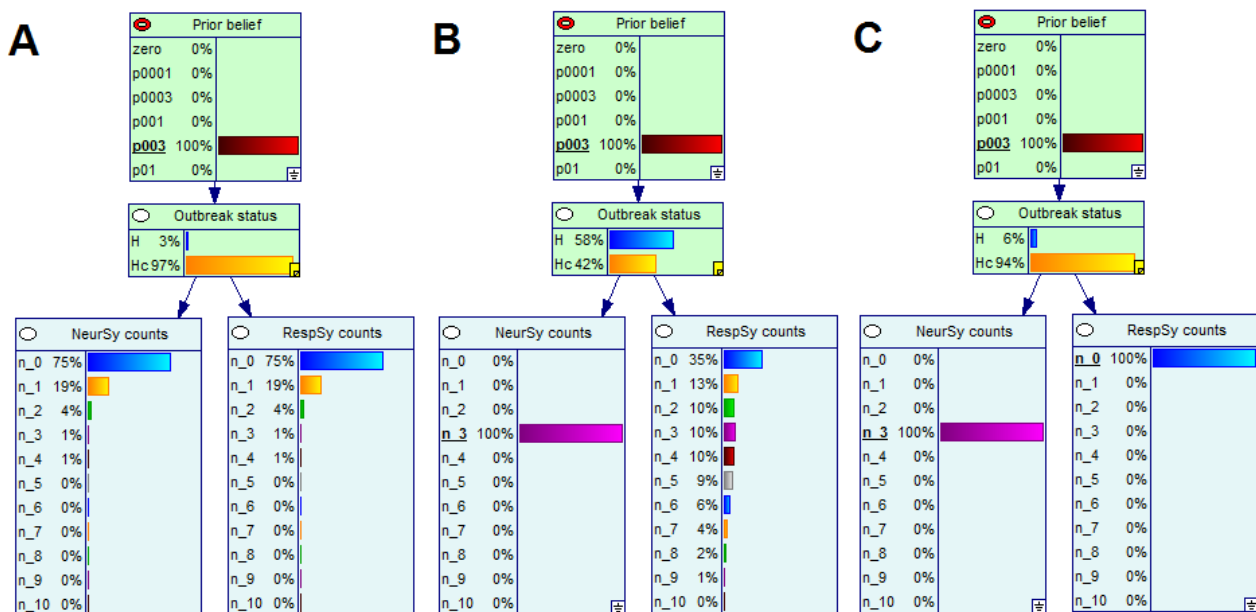 A
Prior belief
zero 0%
p0001 0%
p0003 0%
p001 0%
p003 100%
p01 0%
Outbreak status
H 3%
Hc 97%
NeurSy counts
n_0 75%
n_1 19%
n_2 4%
n_3 1%
n_4 1%
n_5 0%
n_6 0%
n_7 0%
n_8 0%
n_9 0%
n_10 0%
RespSy counts
n_0 75%
n_1 19%
n_2 4%
n_3 1%
n_4 1%
n_5 0%
n_6 0%
n_7 0%
n_8 0%
n_9 0%
n_10 0%
B
Prior belief
zero 0%
p0001 0%
p0003 0%
p001 0%
p003 100%
p01 0%
Outbreak status
H 58%
Hc 42%
NeurSy counts
n_0 0%
n_1 0%
n_2 0%
n_3 100%
n_4 0%
n_5 0%
n_6 0%
n_7 0%
n_8 0%
n_9 0%
n_10 0%
RespSy counts
n_0 35%
n_1 13%
n_2 10%
n_3 10%
n_4 10%
n_5 9%
n_6 6%
n_7 4%
n_8 2%
n_9 1%
n_10 0%
C
Prior belief
zero 0%
p0001 0%
p0003 0%
p001 0%
p003 100%
p01 0%
Outbreak status
H 6%
Hc 94%
NeurSy counts
n_0 0%
n_1 0%
n_2 0%
n_3 100%
n_4 0%
n_5 0%
n_6 0%
n_7 0%
n_8 0%
n_9 0%
n_10 0%
RespSy counts
n_0 100%
n_1 0%
n_2 0%
n_3 0%
n_4 0%
n_5 0%
n_6 0%
n_7 0%
n_8 0%
n_9 0%
n_10 0%